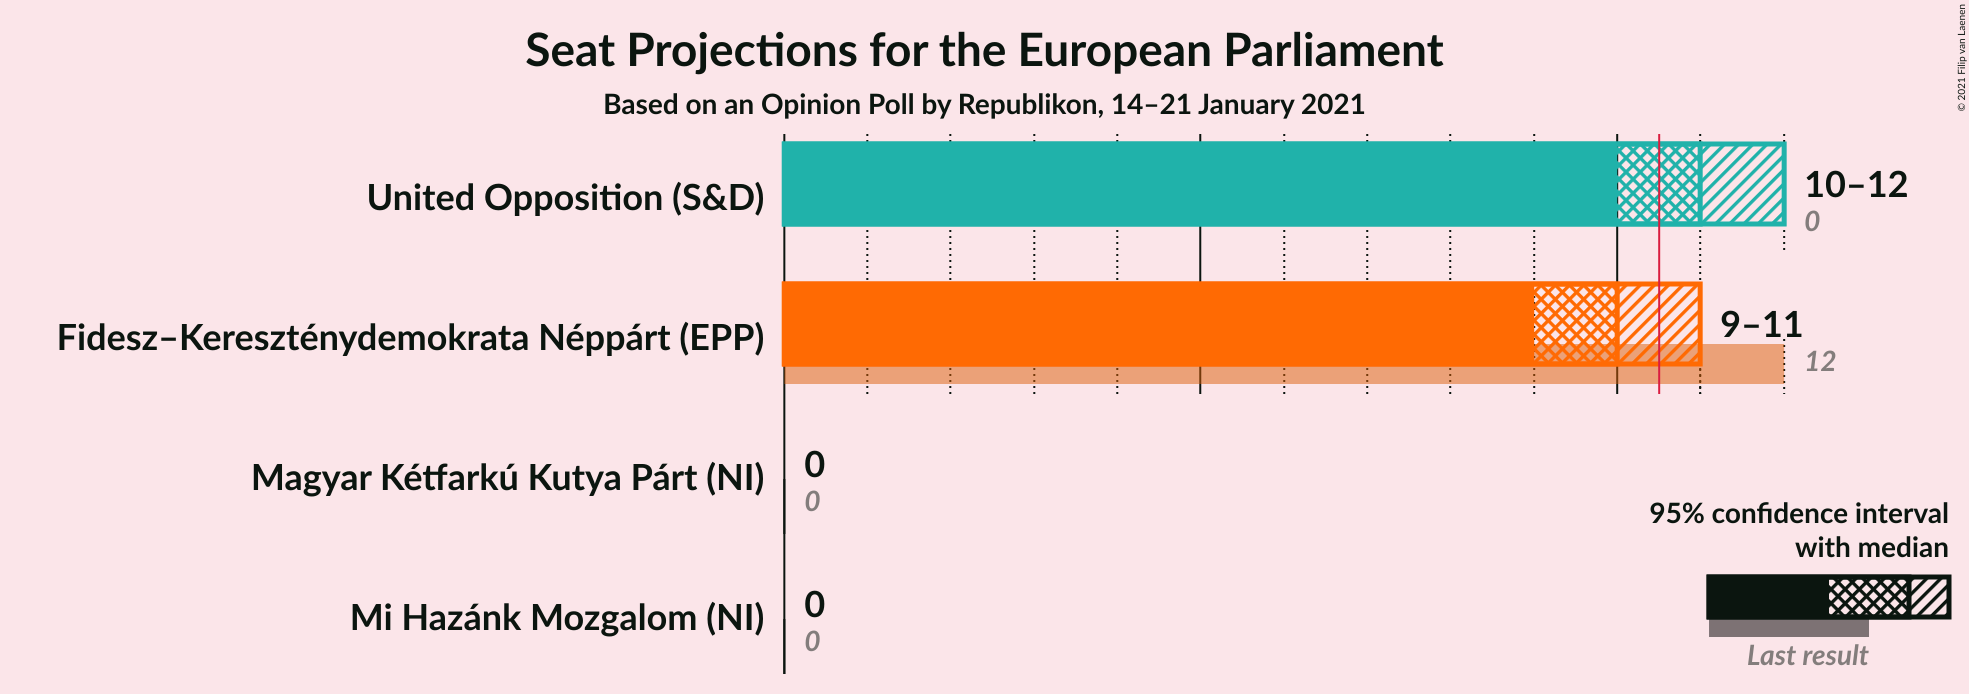 Seat Projections for the European Parliament
Based on an Opinion Poll by Republikon, 14–21 January 2021
© 2021 Filip van Laenen
United Opposition (S&D)
10–12
0
Fidesz–Kereszténydemokrata Néppárt (EPP)
9–11
12
Magyar Kétfarkú Kutya Párt (NI)
0
0
Mi Hazánk Mozgalom (NI)
0
0
95% confidence interval
with median
Last result